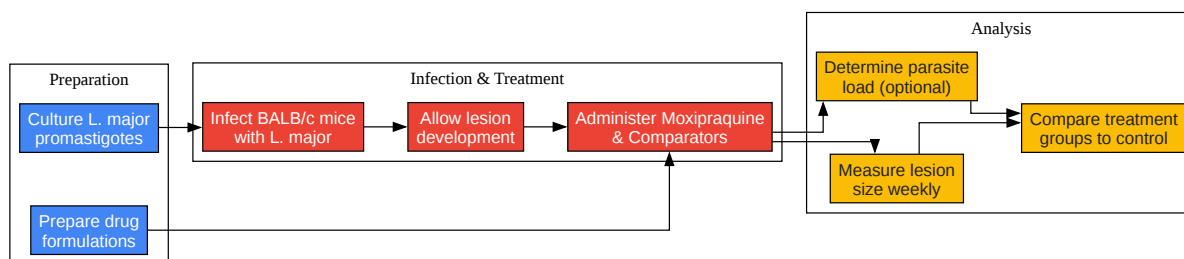 Preparation
Culture L. major
promastigotes
Prepare drug
formulations
Infection & Treatment
Infect BALB/c mice
with L. major
Allow lesion
development
Administer Moxipraquine
& Comparators
Analysis
Determine parasite
load (optional)
Measure lesion
size weekly
Compare treatment
groups to control